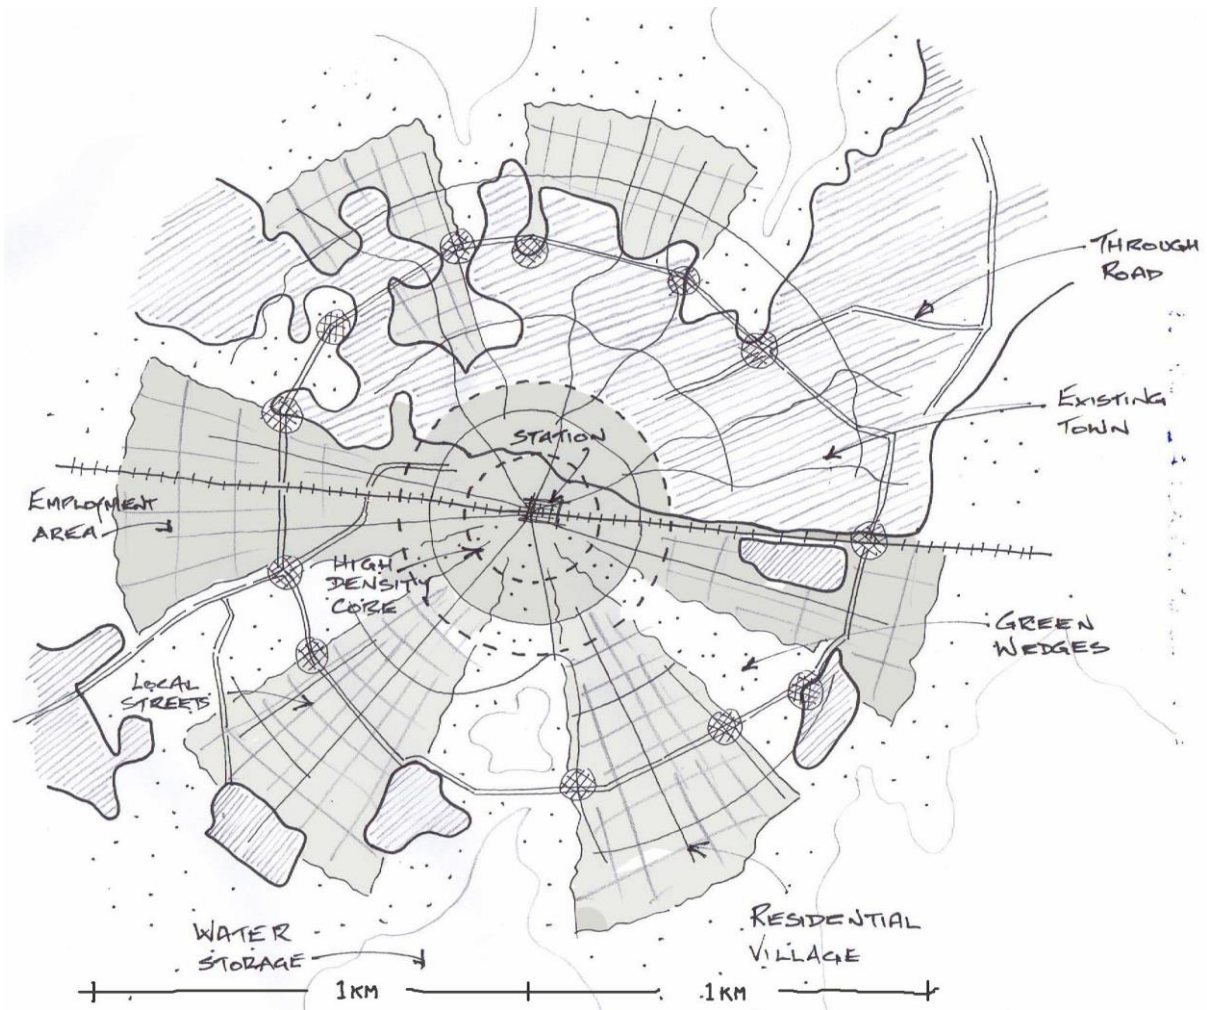 THROUGH
ROAD
EXISTING
TOWN
STATION
EMPLOYMENT
AREA
HIGH
DENSITY
CORE
GREEN
WEDGES
LOCAL
STREETS
WATER
STORAGE
RESIDENTIAL
VILLAGE
1KM
1KM